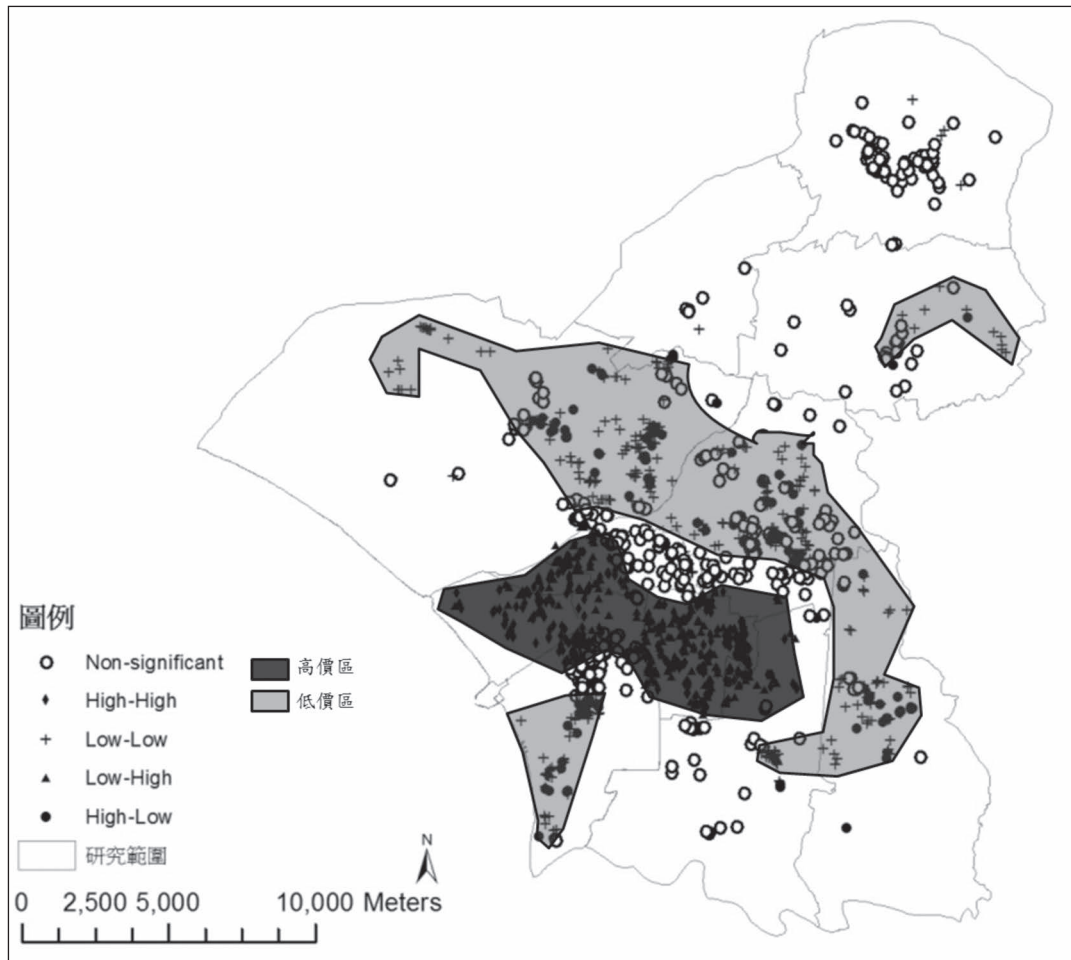 圖例
Non-significant
High-High
Low-Low
Low-High
High-Low
研究範圍
高價區
低價區
N
0 2,500 5,000 10,000 Meters